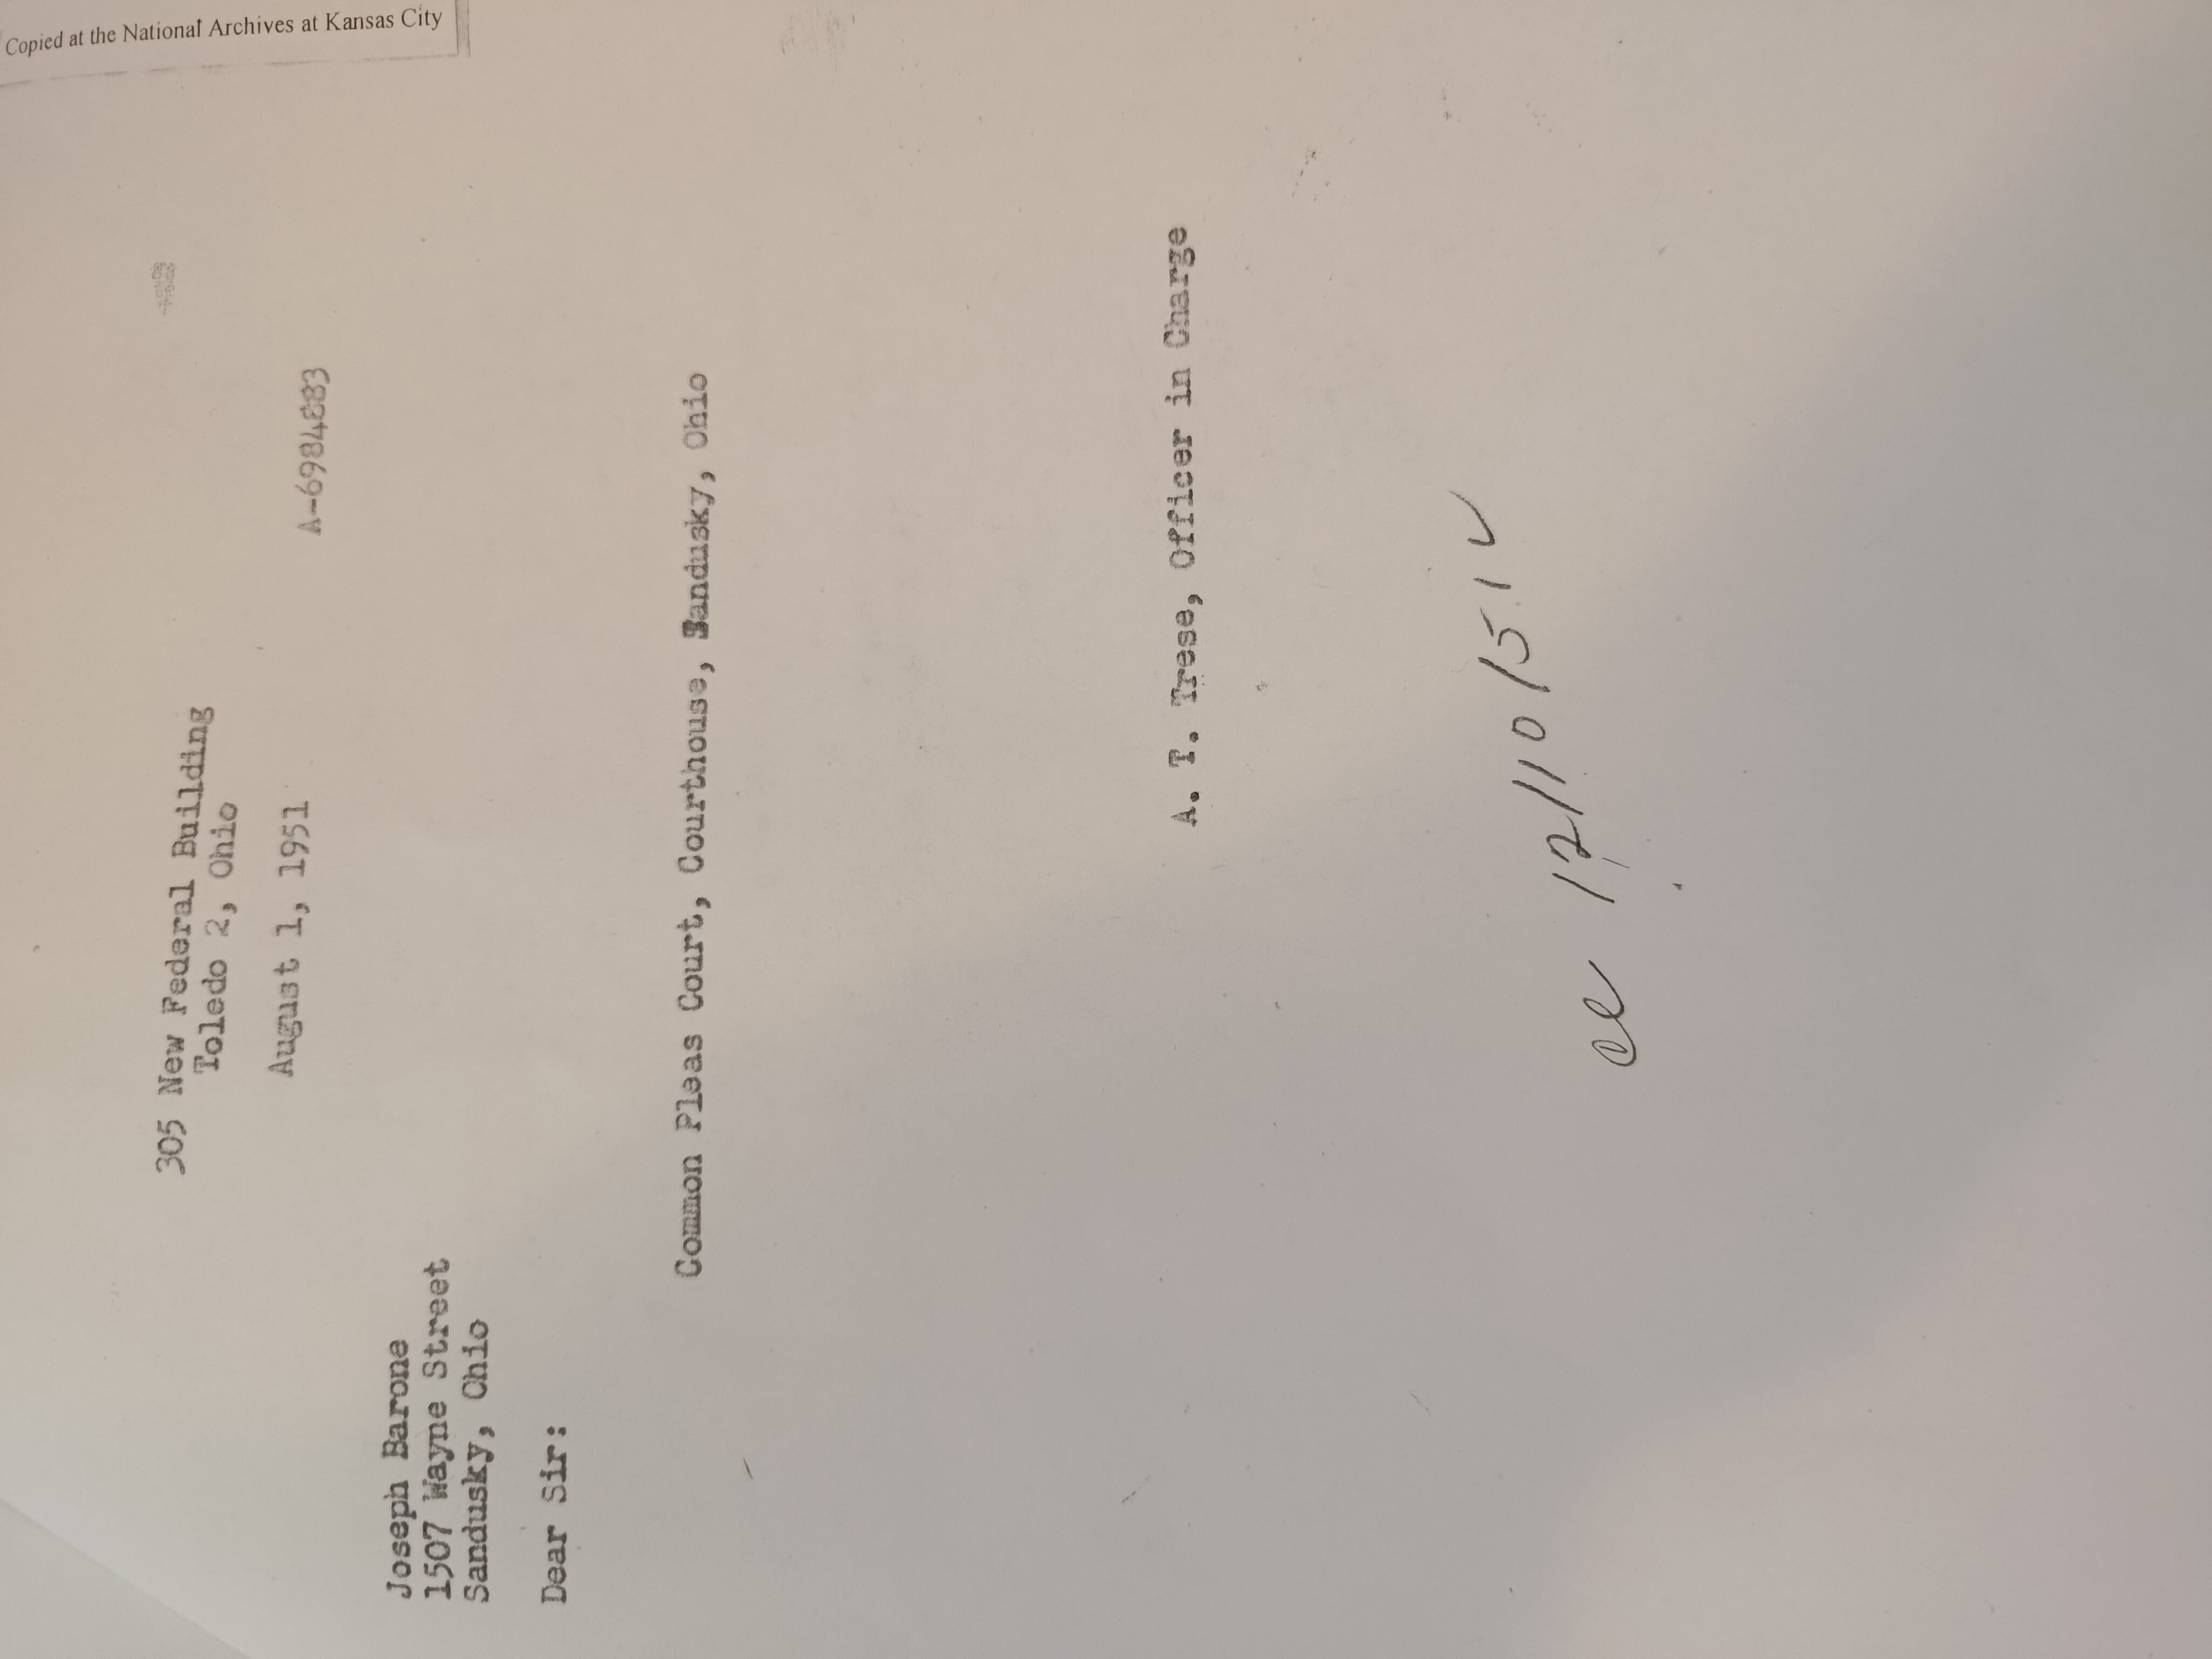 Copied at the National Archives at Kansas City
305 New Federal Building
Toledo 2, Ohio
August 1, 1951
A-6984883
Joseph Barone
1507 Wayne Street
Sandusky, Ohio
Dear Sir:
Common Pleas Court, Courthouse, Sandusky, Ohio
A. T. Trese, Officer in Charge
cc 12/10/51